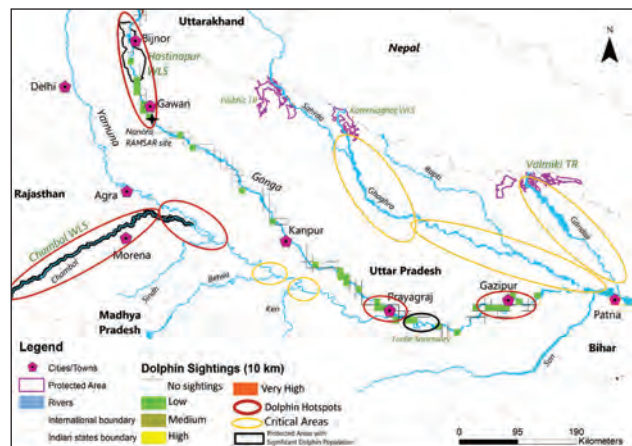 Uttarakhand
Nepal
N
Bijnor
Hastinapur
WLS
Delhi
Gawan
Narora
RAMSAR site
Yamuna
Ganga
Katarniaghat WLS
Rapti
Ghaghra
Valmiki TR
Gandak
Rajasthan
Agra
Chambal WLS
Chambal
Morena
Kanpur
Sindh
Betwa
Ken
Madhya
Pradesh
Uttar Pradesh
Prayagraj
Gazipur
Patna
Bihar
Son
Legend
Cities/Towns
Protected Area
Rivers
International boundary
Indian states boundary
Dolphin Sightings (10 km)
No sightings
Low
Medium
High
Very High
Dolphin Hotspots
Critical Areas
Protected Areas with
Significant Dolphin Population
0 95 190
Kilometers